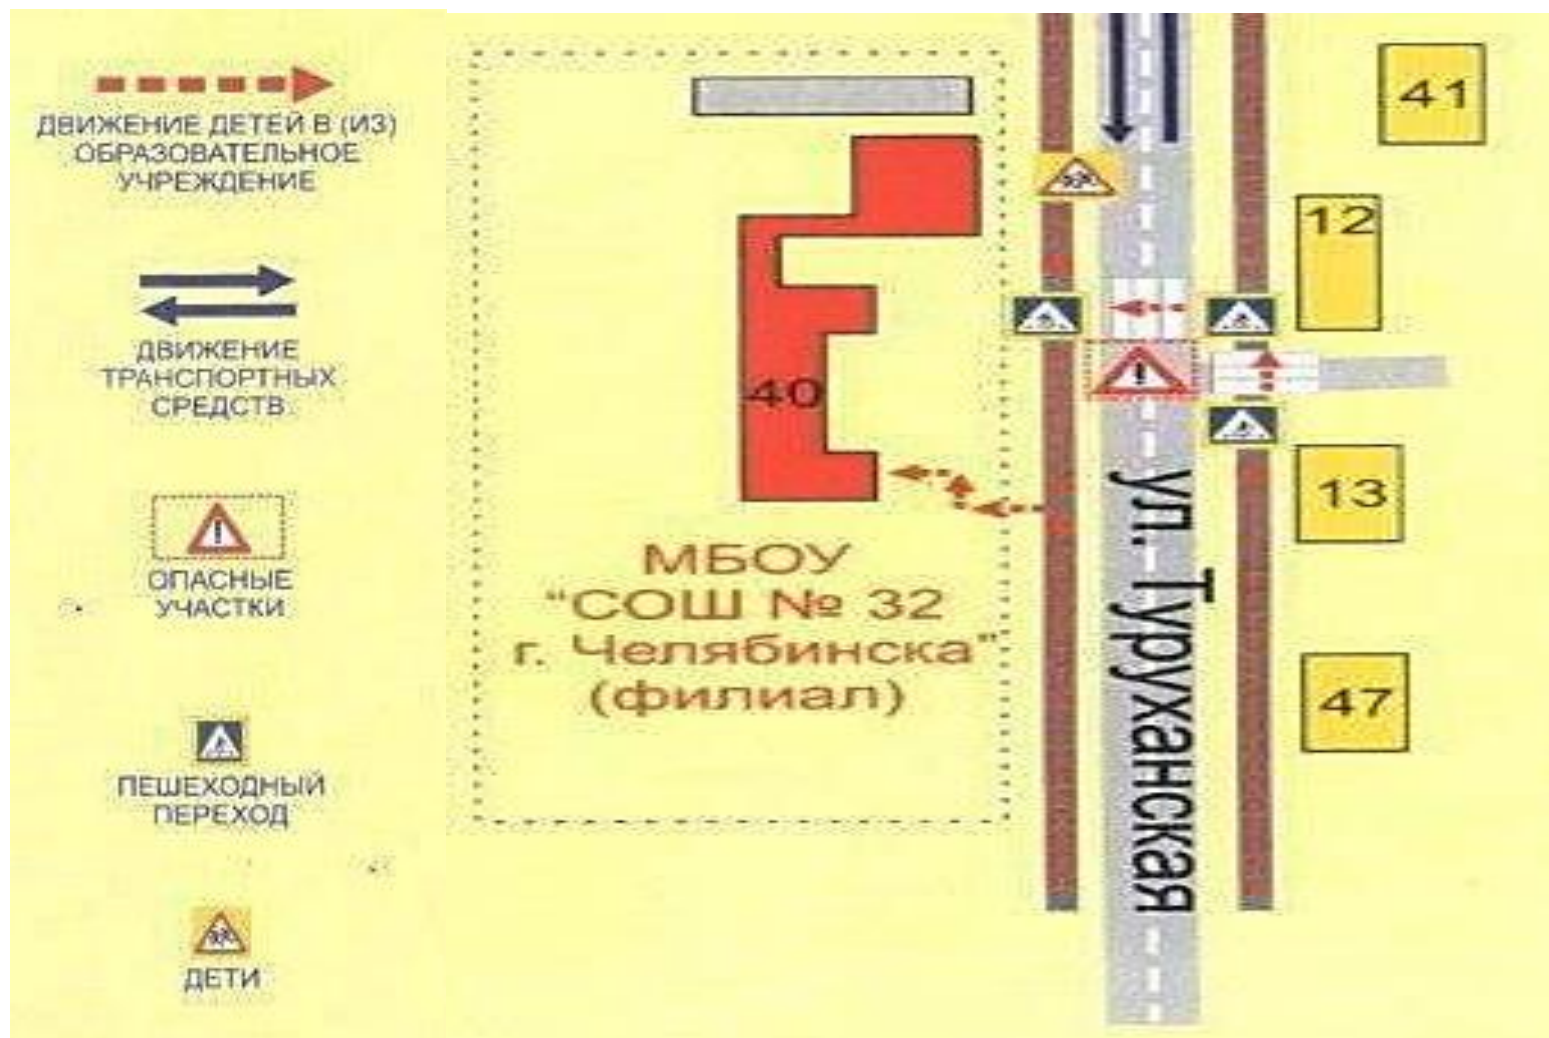 ДВИЖЕНИЕ ДЕТЕЙ В (ИЗ)
ОБРАЗОВАТЕЛЬНОЕ
УЧРЕЖДЕНИЕ
ДВИЖЕНИЕ
ТРАНСПОРТНЫХ
СРЕДСТВ
ОПАСНЫЕ
УЧАСТКИ
ПЕШЕХОДНЫЙ
ПЕРЕХОД
ДЕТИ
40
МБОУ
“СОШ № 32
г. Челябинска”
(филиал)
ул. Туруханская
41
12
13
47